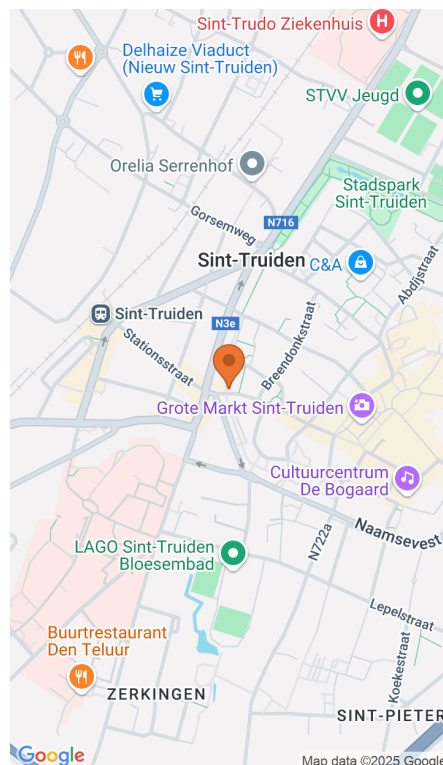 Sint-Trudo Ziekenhuis
H
Delhaize Viaduct
(Nieuw Sint-Truiden)
STVV Jeugd
Orelia Serrenhof
Stadspark
Sint-Truiden
Gorsemweg
N716
Sint-Truiden
C&A
Abdijstraat
Sint-Truiden
N3e
Breendonkstraat
Stationsstraat
Grote Markt Sint-Truiden
Cultuurcentrum
De Bogaard
Naamsevest
N722a
LAGO Sint-Truiden
Bloesembad
Lepelstraat
Buurtrestaurant
Den Teluur
Koekestraat
ZERKINGEN
SINT-PIETER
Google
Map data ©2025 Google